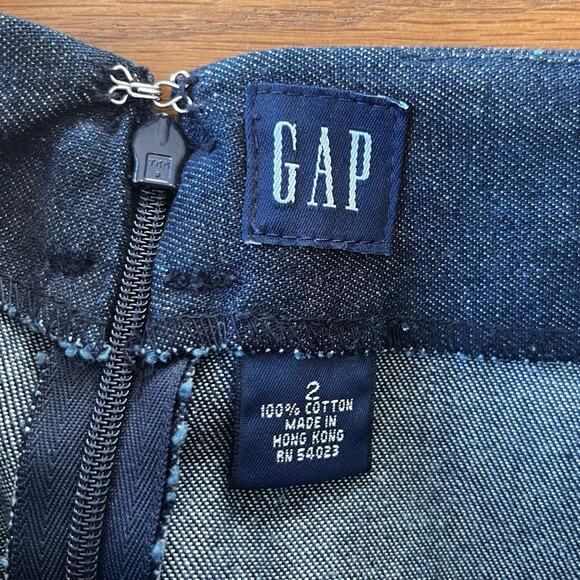 GAP
2
100% COTTON
MADE IN
HONG KONG
RN 54023